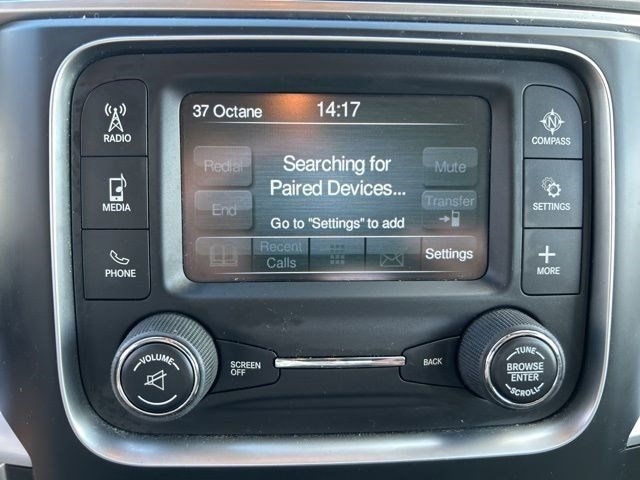 37 Octane 14:17
Redial
Searching for
Paired Devices...
Mute
End
Transfer
Go to "Settings" to add
Recent
Calls
Settings
RADIO
MEDIA
PHONE
N
COMPASS
SETTINGS
MORE
VOLUME
SCREEN
OFF
BACK
TUNE
BROWSE
ENTER
SCROLL